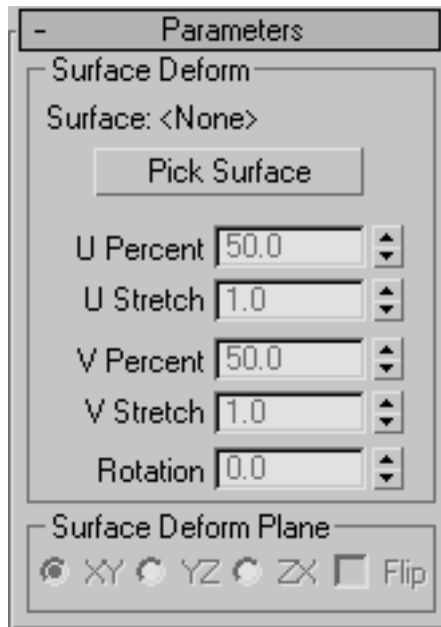 - Parameters
Surface Deform
Surface: <None>
Pick Surface
U Percent 50.0
U Stretch 1.0
V Percent 50.0
V Stretch 1.0
Rotation 0.0
Surface Deform Plane
XY YZ ZX Flip